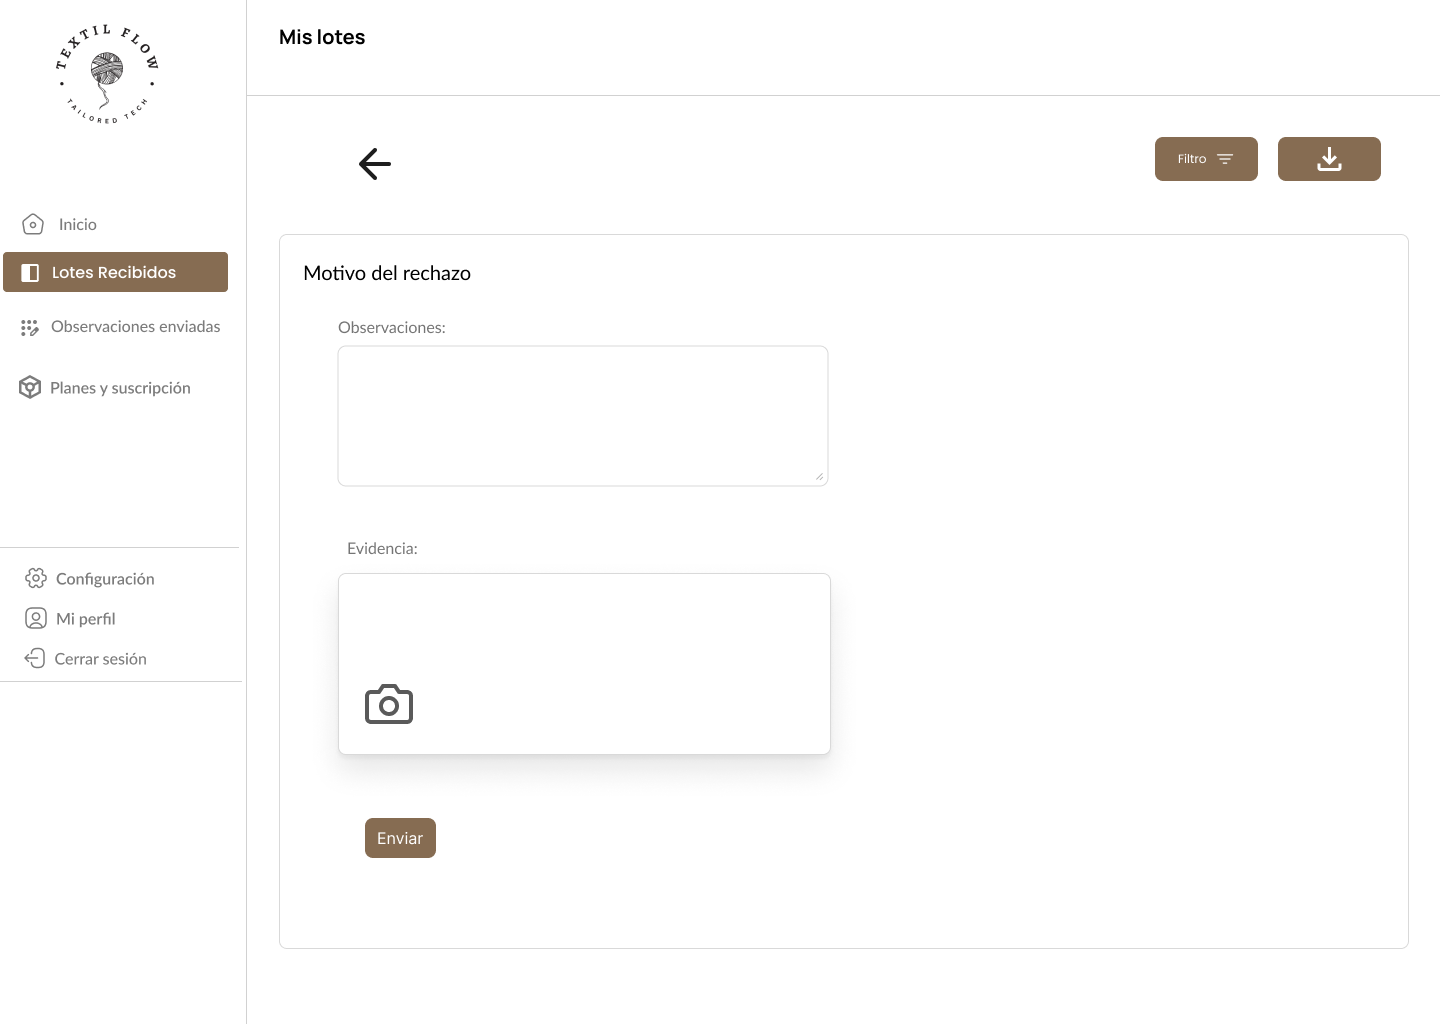 TEXTIL FLOW
TAILORED TECH
Mis lotes
Filtro
Inicio
Lotes Recibidos
Observaciones enviadas
Planes y suscripción
Configuración
Mi perfil
Cerrar sesión
Motivo del rechazo
Observaciones:
Evidencia:
Enviar